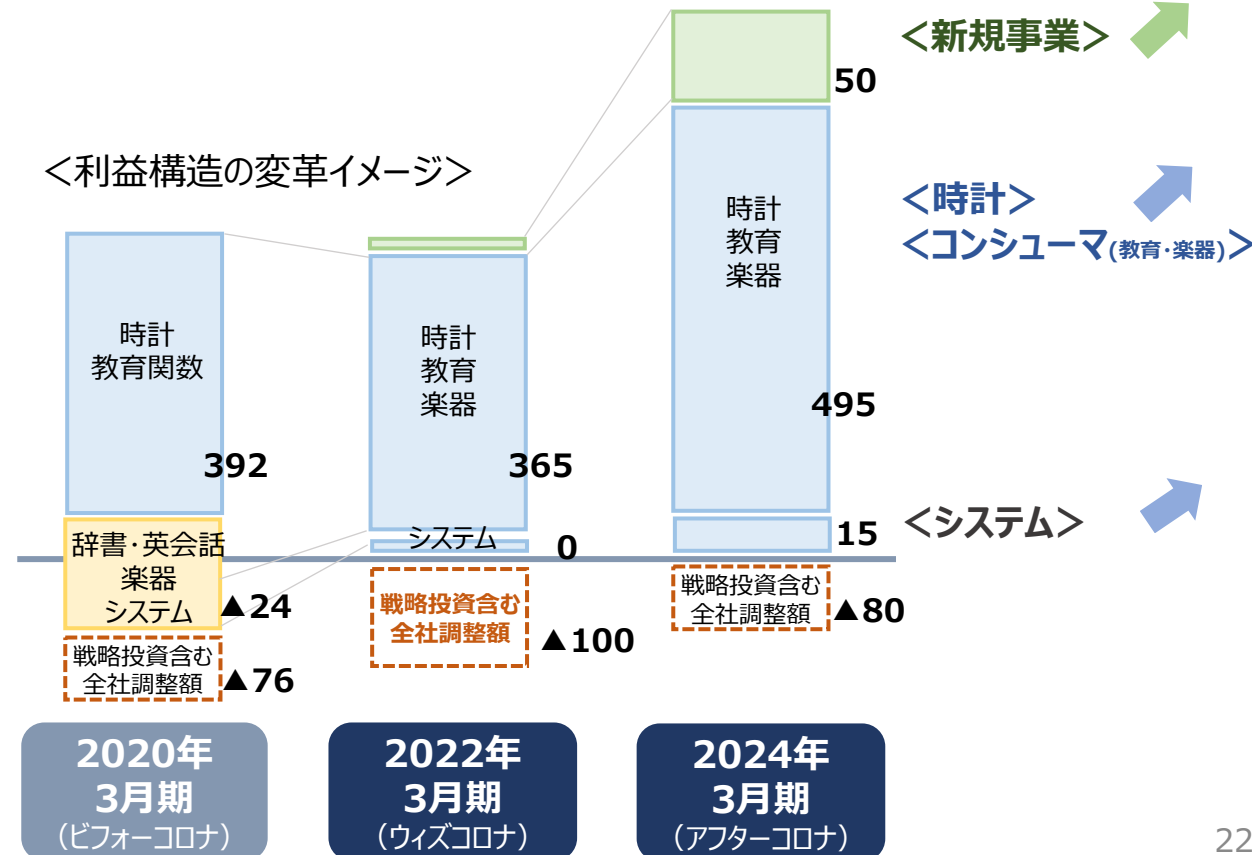 ＜利益構造の変革イメージ＞
時計
教育関数
392
辞書・英会話
楽器
システム
▲24
戦略投資含む
全社調整額
▲76
2020年
3月期
（ビフォーコロナ）
時計
教育
楽器
365
システム
0
戦略投資含む
全社調整額
▲100
2022年
3月期
（ウィズコロナ）
50
時計
教育
楽器
495
15
戦略投資含む
全社調整額
▲80
2024年
3月期
（アフターコロナ）
＜新規事業＞
＜時計＞
＜コンシューマ(教育・楽器)＞
＜システム＞
22